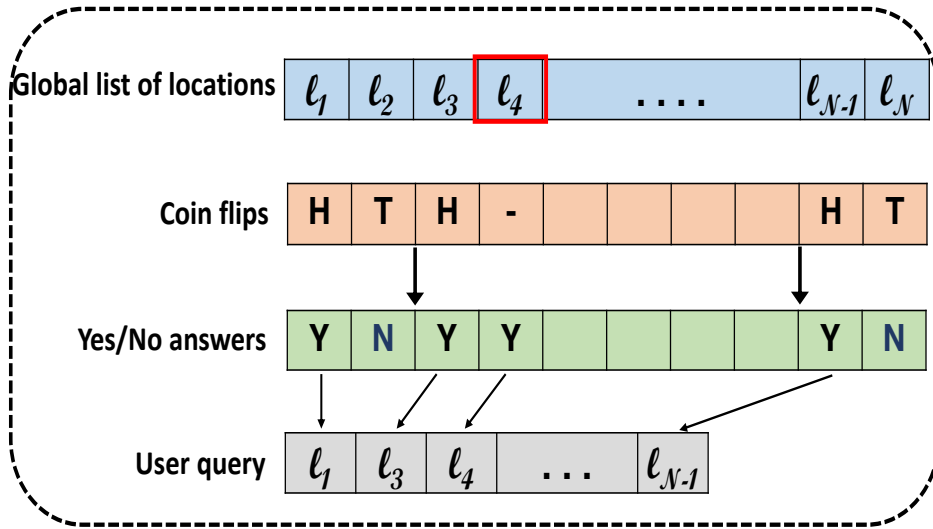 Global list of locations ℓ1 ℓ2 ℓ3 ℓ4 . . . . ℓN-1 ℓN
Coin flips H T H - H T
Yes/No answers Y N Y Y Y N
User query ℓ1 ℓ3 ℓ4 . . . ℓN-1